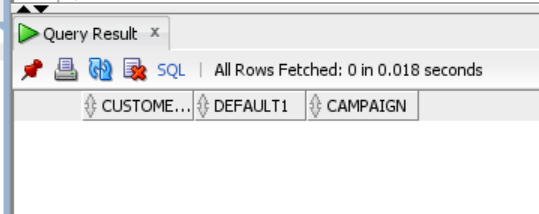 Query Result x
SQL | All Rows Fetched: 0 in 0.018 seconds
CUSTOME... DEFAULT1 CAMPAIGN